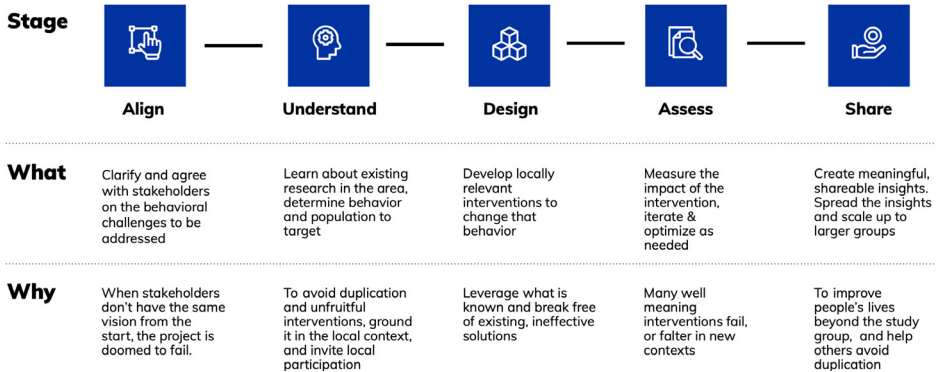 Stage
Align
Understand
Design
Assess
Share
What
Clarify and agree
with stakeholders
on the behavioral
challenges to be
addressed
Learn about existing
research in the area,
determine behavior
and population to
target
Develop locally
relevant
interventions to
change that
behavior
Measure the
impact of the
intervention,
iterate &
optimize as
needed
Create meaningful,
shareable insights.
Spread the insights
and scale up to
larger groups
Why
When stakeholders
don't have the same
vision from the
start, the project is
doomed to fail.
To avoid duplication
and unfruitful
interventions, ground
it in the local context,
and invite local
participation
Leverage what is
known and break free
of existing, ineffective
solutions
Many well
meaning
interventions fail,
or falter in new
contexts
To improve
people's lives
beyond the study
group, and help
others avoid
duplication